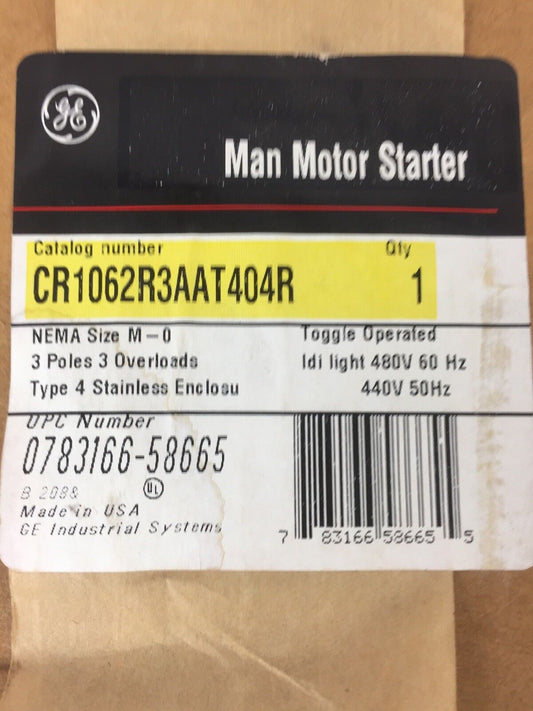 GE
Man Motor Starter
Catalog number Qty
CR1062R3AAT404R 1
NEMA Size M-0 Toggle Operated
3 Poles 3 Overloads Idi light 480V 60 Hz
Type 4 Stainless Enclosu 440V 50Hz
UPC Number
0783166-58665
B 2088
UL
Made in USA
GE Industrial Systems
7 83166 58665 5